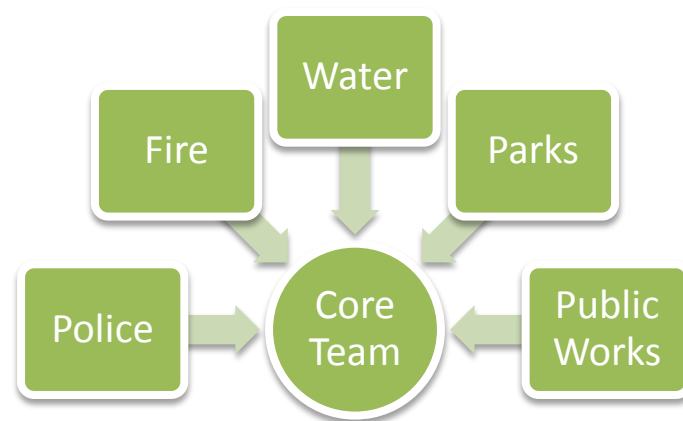 Water
Fire
Parks
Police
Core
Team
Public
Works